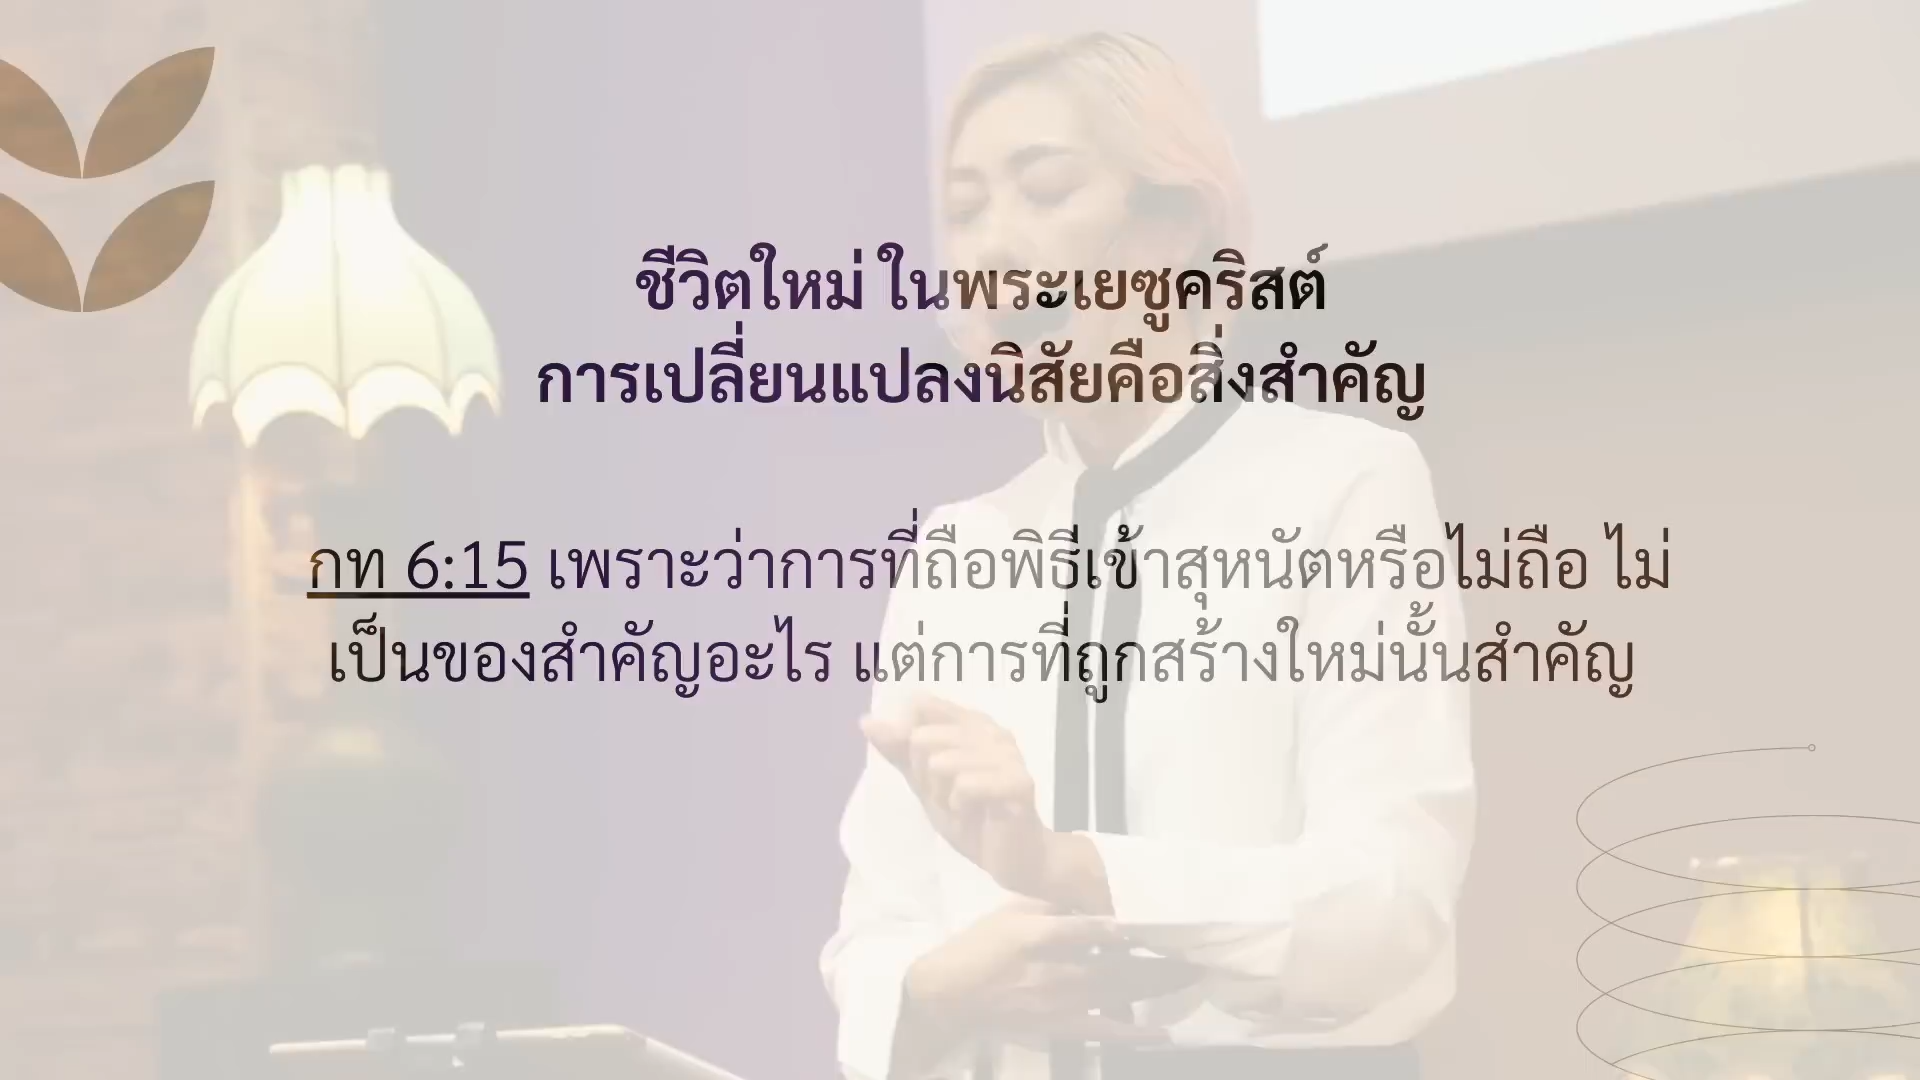 ชีวิตใหม่ ในพระเยซูคริสต์
การเปลี่ยนแปลงนิสัยคือสิ่งสำคัญ
กท 6:15 เพราะว่าการที่ถือพิธีเข้าสุหนัตหรือไม่ถือ ไม่
เป็นของสำคัญอะไร แต่การที่ถูกสร้างใหม่นั้นสำคัญ